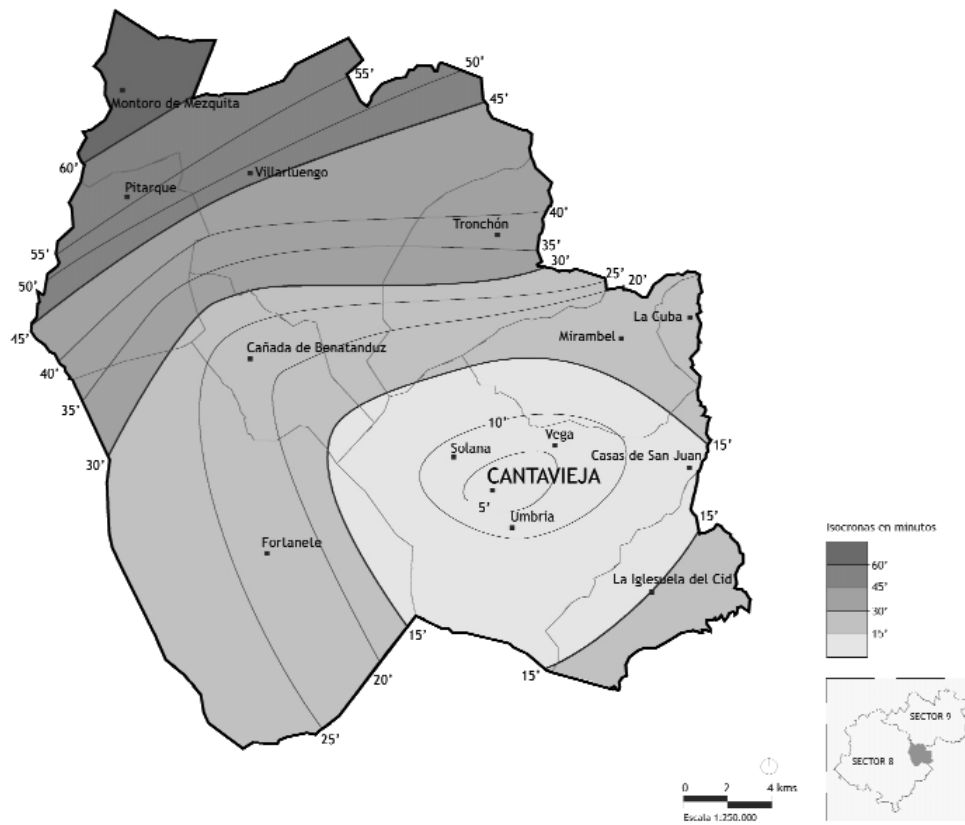 55'
50'
45'
Montoro de Mezquita
60'
Villarluengo
Pitarque
Tronchón
40'
35'
30'
55'
50'
45'
40'
35'
30'
25'
20'
La Cuba
Mirambel
Cañada de Benatanduz
10'
Vega
Solana
15'
Casas de San Juan
CANTAVIEJA
5'
Umbria
15'
Fortanete
La Iglesuela del Cid
15'
15'
20'
25'
Isocronas en minutos
60'
45'
30'
15'
SECTOR 9
SECTOR 8
0 2 4 kms
Escala 1:250.000